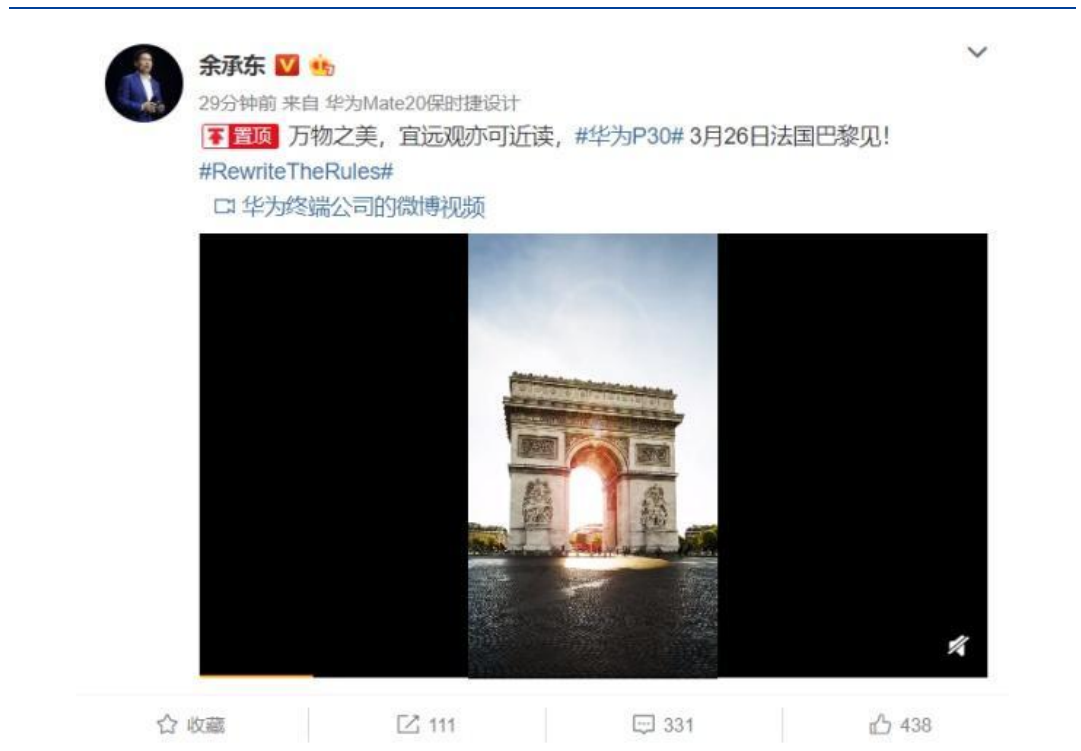 余承东
29分钟前 来自 华为Mate20保时捷设计
置顶 万物之美，宜远观亦可近读，#华为P30# 3月26日法国巴黎见！
#RewriteTheRules#
华为终端公司的微博视频
收藏 111 331 438